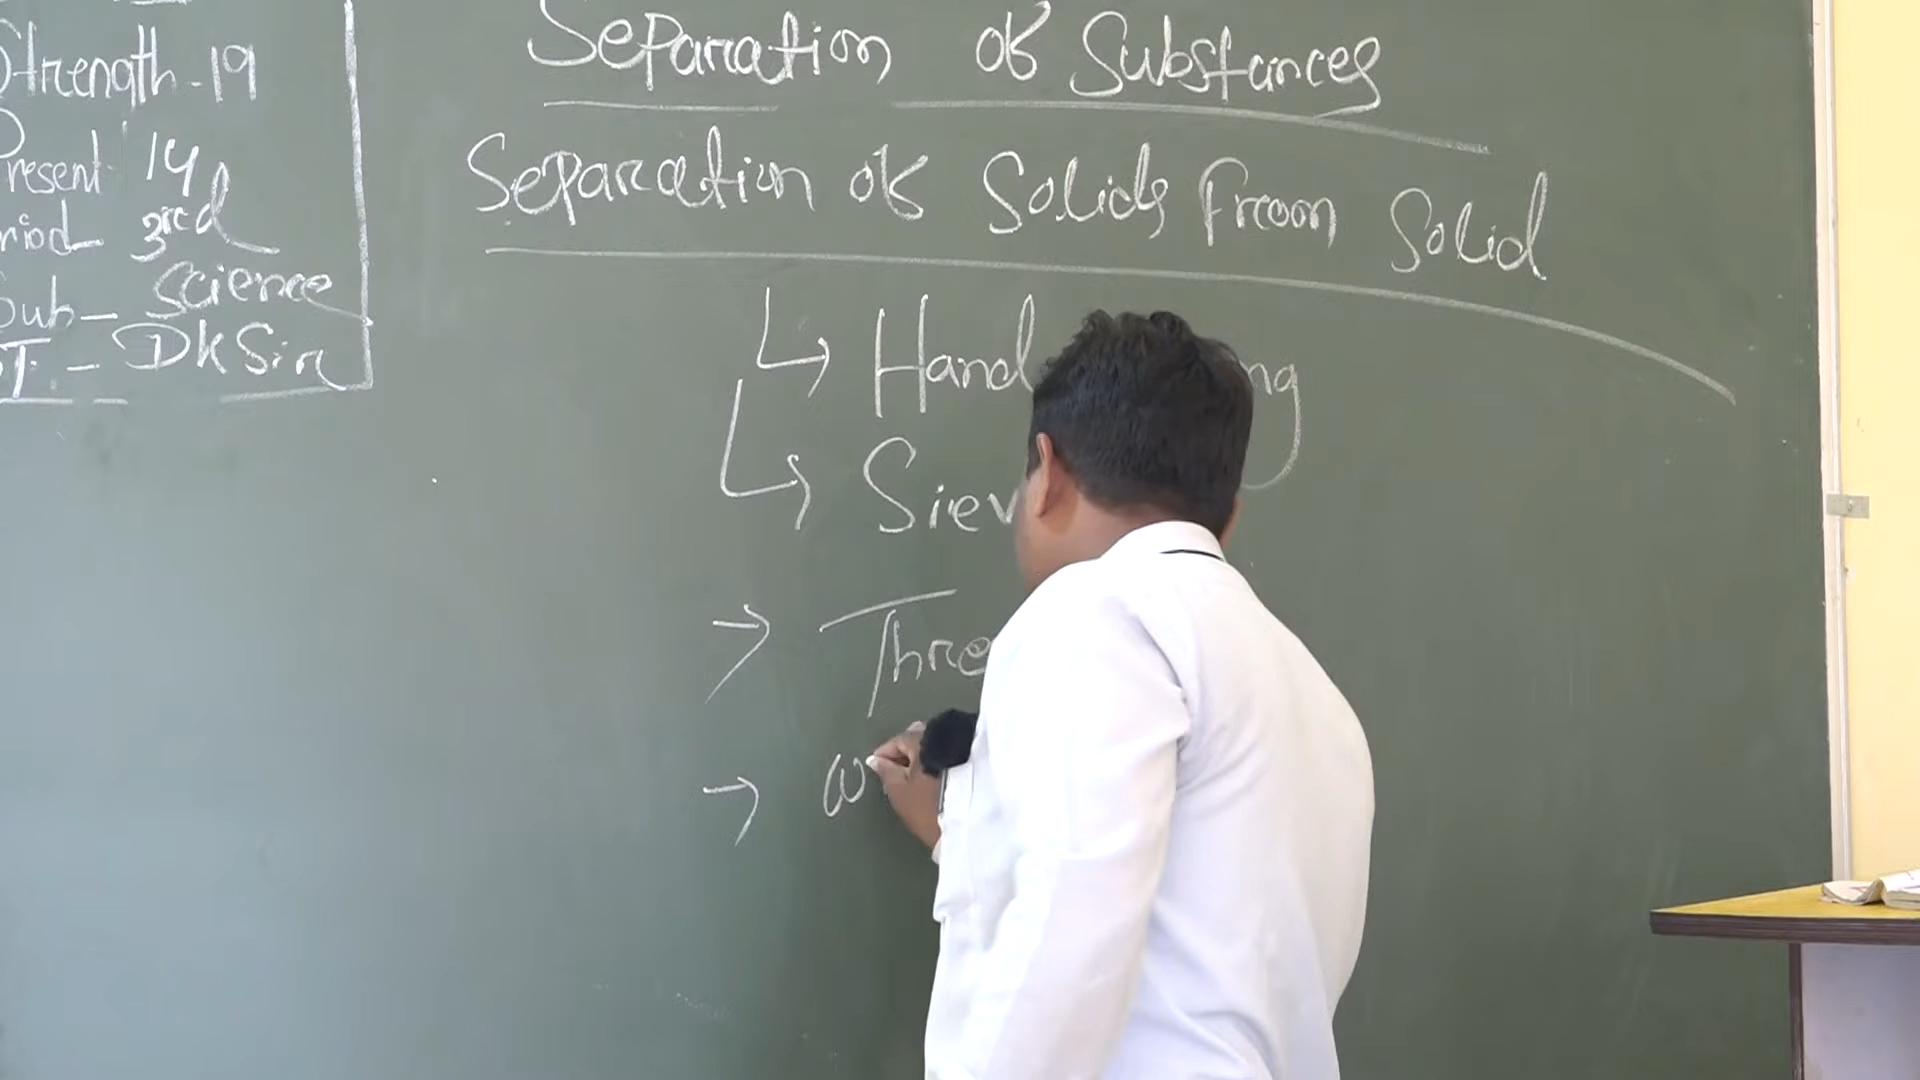 Strength-19
Present 14
Period- 3rd
Sub- Science
T.- DK Sir
Separation of Substances
Separation of Solids From Solid
Hand ng
Siev
Thre
w